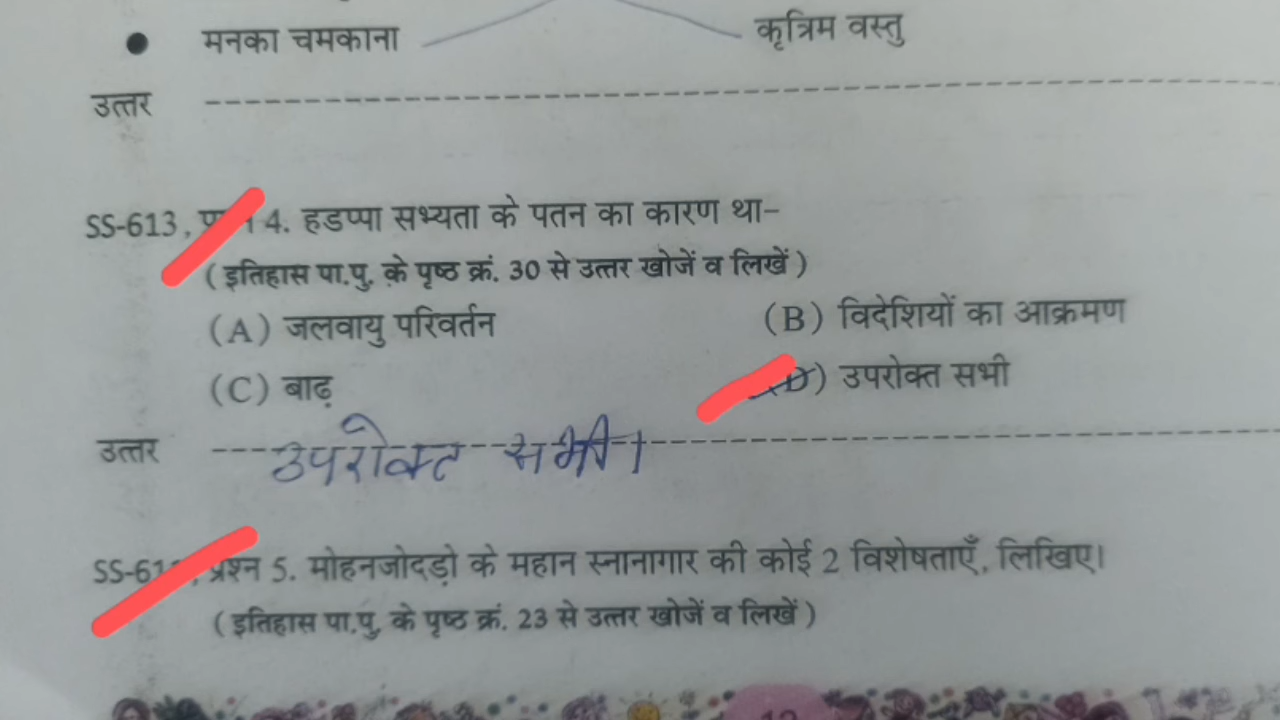 • मनका चमकाना कृत्रिम वस्तु
उत्तर
SS-613, 4. हडप्पा सभ्यता के पतन का कारण था-
( इतिहास पा.पु. के पृष्ठ क्रं. 30 से उत्तर खोजें व लिखें )
(A) जलवायु परिवर्तन (B) विदेशियों का आक्रमण
(C) बाढ़ (D) उपरोक्त सभी
उत्तर उपरोक्त सभी।
प्रश्न 5. मोहनजोदड़ो के महान स्नानागार की कोई 2 विशेषताएँ, लिखिए।
( इतिहास पा.पु. के पृष्ठ क्रं. 23 से उत्तर खोजें व लिखें )